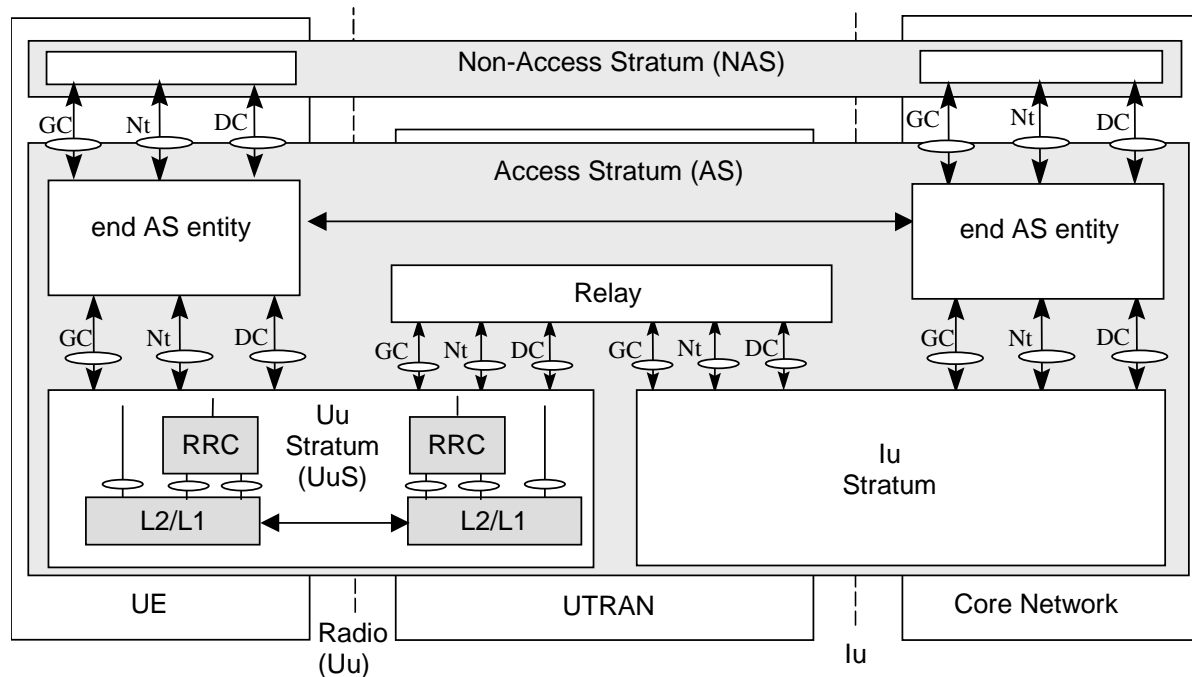 Non-Access Stratum (NAS)
GC Nt DC GC Nt DC
Access Stratum (AS)
end AS entity
end AS entity
Relay
GC Nt DC GC Nt DC GC Nt DC GC Nt DC
Uu
Stratum
(UuS)
RRC
RRC
L2/L1
L2/L1
Iu
Stratum
UE
UTRAN
Core Network
Radio
(Uu)
Iu